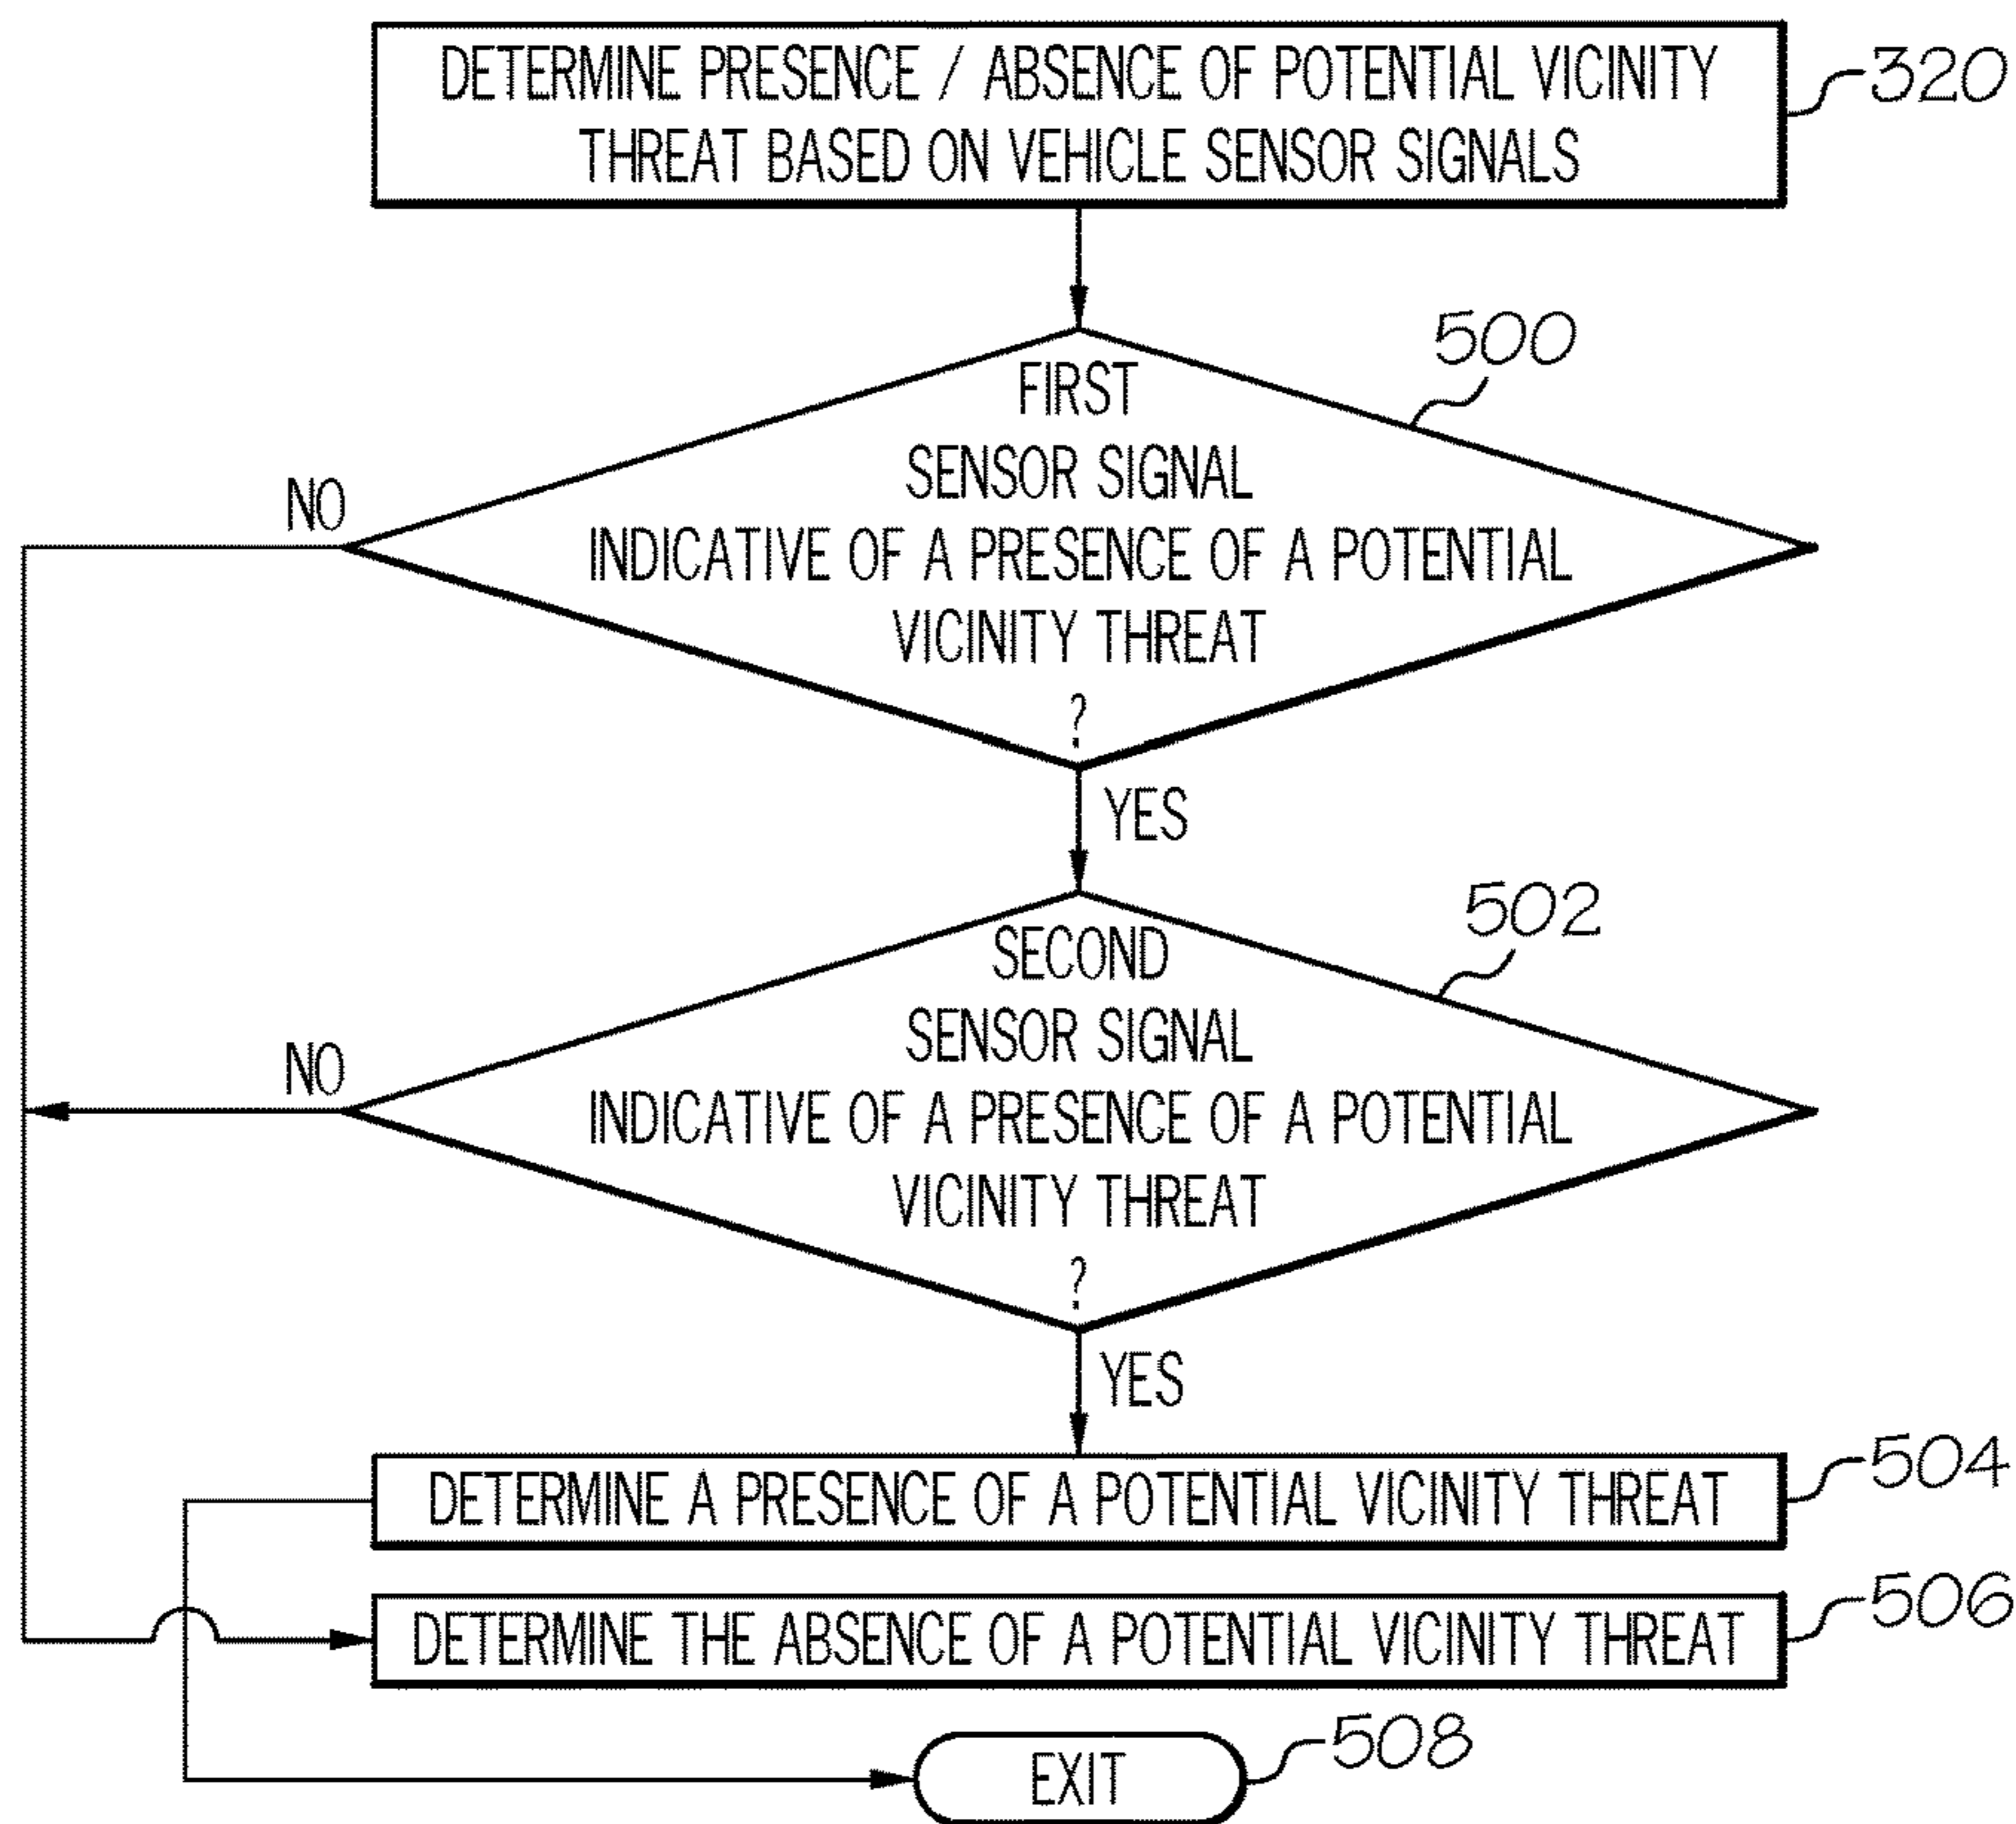 DETERMINE PRESENCE / ABSENCE OF POTENTIAL VICINITY
THREAT BASED ON VEHICLE SENSOR SIGNALS
320
500
FIRST
SENSOR SIGNAL
INDICATIVE OF A PRESENCE OF A POTENTIAL
VICINITY THREAT
?
NO
YES
502
SECOND
SENSOR SIGNAL
INDICATIVE OF A PRESENCE OF A POTENTIAL
VICINITY THREAT
?
NO
YES
DETERMINE A PRESENCE OF A POTENTIAL VICINITY THREAT
504
DETERMINE THE ABSENCE OF A POTENTIAL VICINITY THREAT
506
EXIT
508